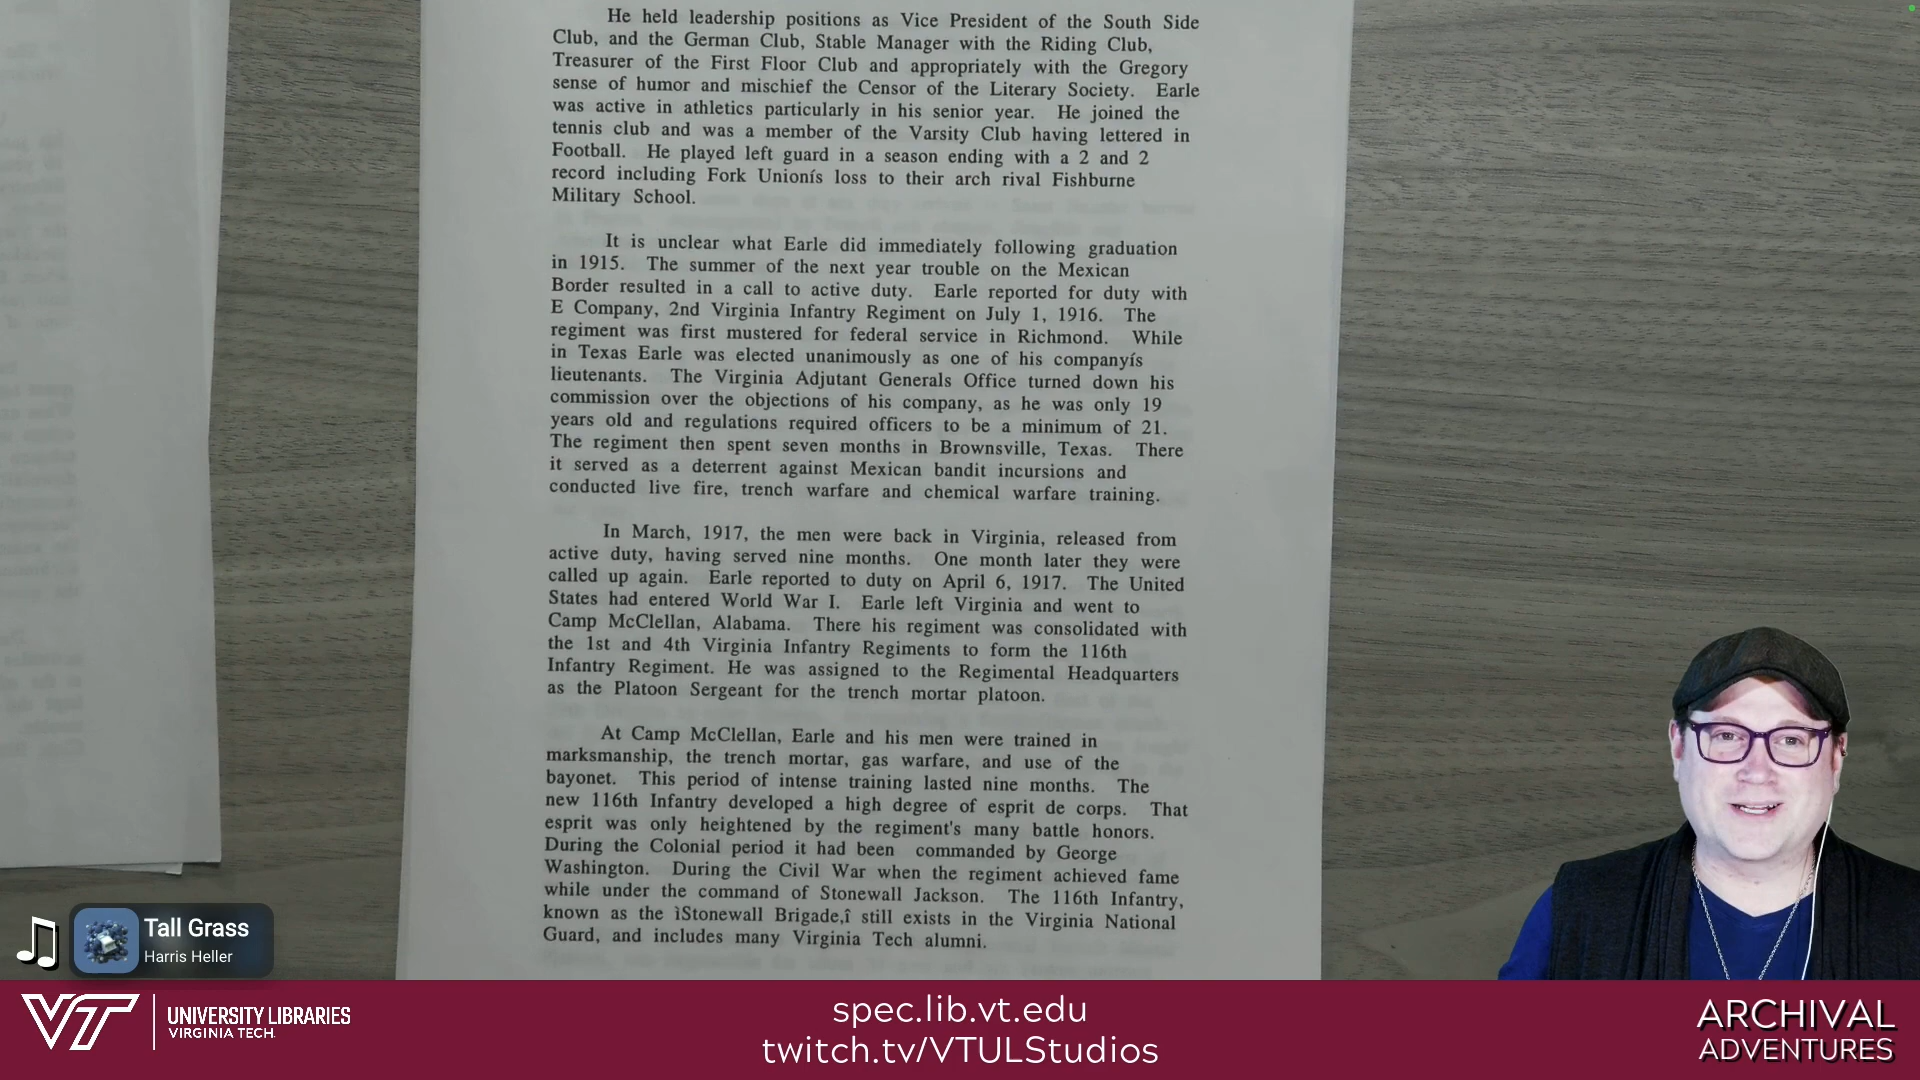 He held leadership positions as Vice President of the South Side
Club, and the German Club, Stable Manager with the Riding Club,
Treasurer of the First Floor Club and appropriately with the Gregory
sense of humor and mischief the Censor of the Literary Society. Earle
was active in athletics particularly in his senior year. He joined the
tennis club and was a member of the Varsity Club having lettered in
Football. He played left guard in a season ending with a 2 and 2
record including Fork Unionís loss to their arch rival Fishburne
Military School.
It is unclear what Earle did immediately following graduation
in 1915. The summer of the next year trouble on the Mexican
Border resulted in a call to active duty. Earle reported for duty with
E Company, 2nd Virginia Infantry Regiment on July 1, 1916. The
regiment was first mustered for federal service in Richmond. While
in Texas Earle was elected unanimously as one of his companyís
lieutenants. The Virginia Adjutant Generals Office turned down his
commission over the objections of his company, as he was only 19
years old and regulations required officers to be a minimum of 21.
The regiment then spent seven months in Brownsville, Texas. There
it served as a deterrent against Mexican bandit incursions and
conducted live fire, trench warfare and chemical warfare training.
In March, 1917, the men were back in Virginia, released from
active duty, having served nine months. One month later they were
called up again. Earle reported to duty on April 6, 1917. The United
States had entered World War I. Earle left Virginia and went to
Camp McClellan, Alabama. There his regiment was consolidated with
the 1st and 4th Virginia Infantry Regiments to form the 116th
Infantry Regiment. He was assigned to the Regimental Headquarters
as the Platoon Sergeant for the trench mortar platoon.
At Camp McClellan, Earle and his men were trained in
marksmanship, the trench mortar, gas warfare, and use of the
bayonet. This period of intense training lasted nine months. The
new 116th Infantry developed a high degree of esprit de corps. That
esprit was only heightened by the regiment's many battle honors.
During the Colonial period it had been commanded by George
Washington. During the Civil War when the regiment achieved fame
while under the command of Stonewall Jackson. The 116th Infantry,
known as the ìStonewall Brigade,î still exists in the Virginia National
Guard, and includes many Virginia Tech alumni.
Tall Grass
Harris Heller
VT
UNIVERSITY LIBRARIES
VIRGINIA TECH.
spec.lib.vt.edu
twitch.tv/VTULStudios
ARCHIVAL
ADVENTURES